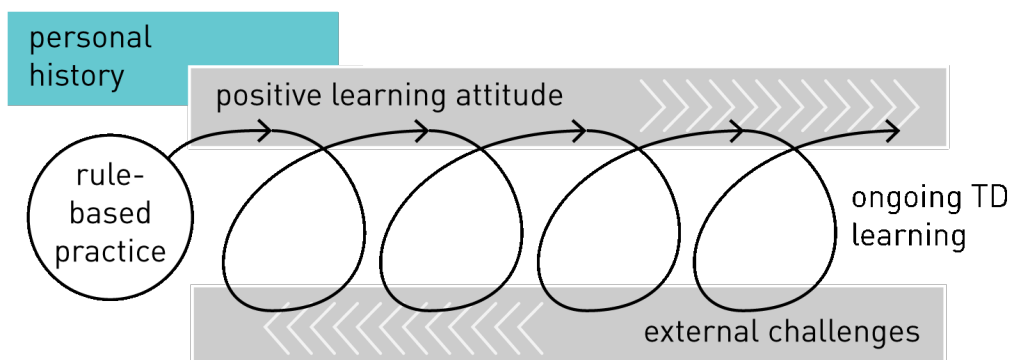 personal
history
positive learning attitude
rule-
based
practice
ongoing TD
learning
external challenges